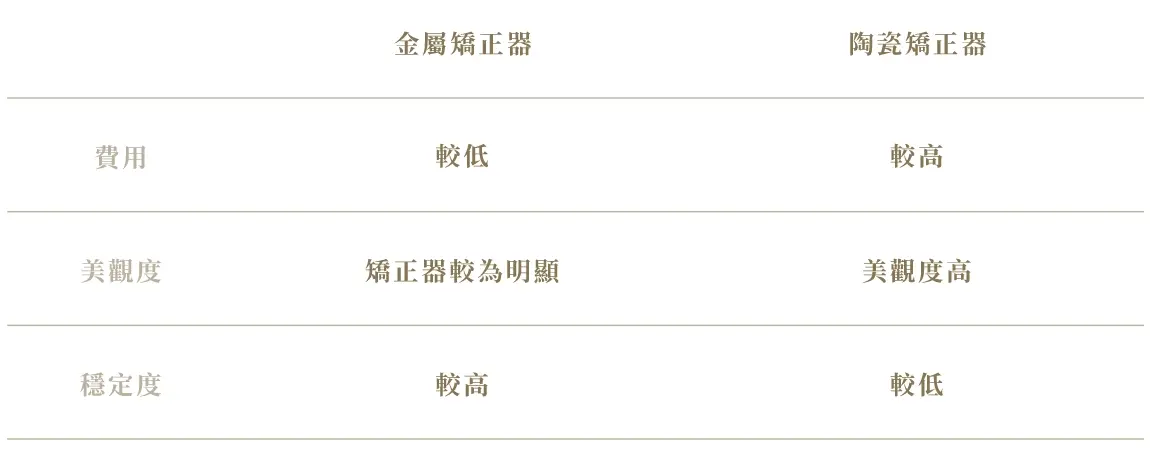 金屬矯正器 陶瓷矯正器
費用 較低 較高
美觀度 矯正器較為明顯 美觀度高
穩定度 較高 較低